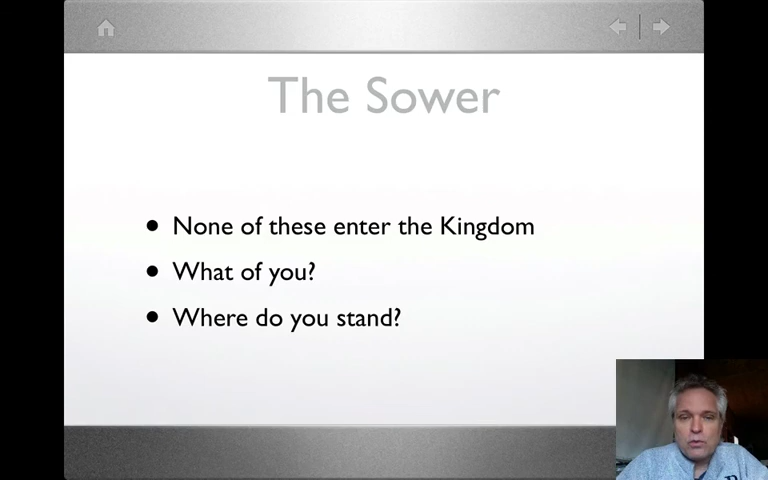 The Sower
• None of these enter the Kingdom
• What of you?
• Where do you stand?